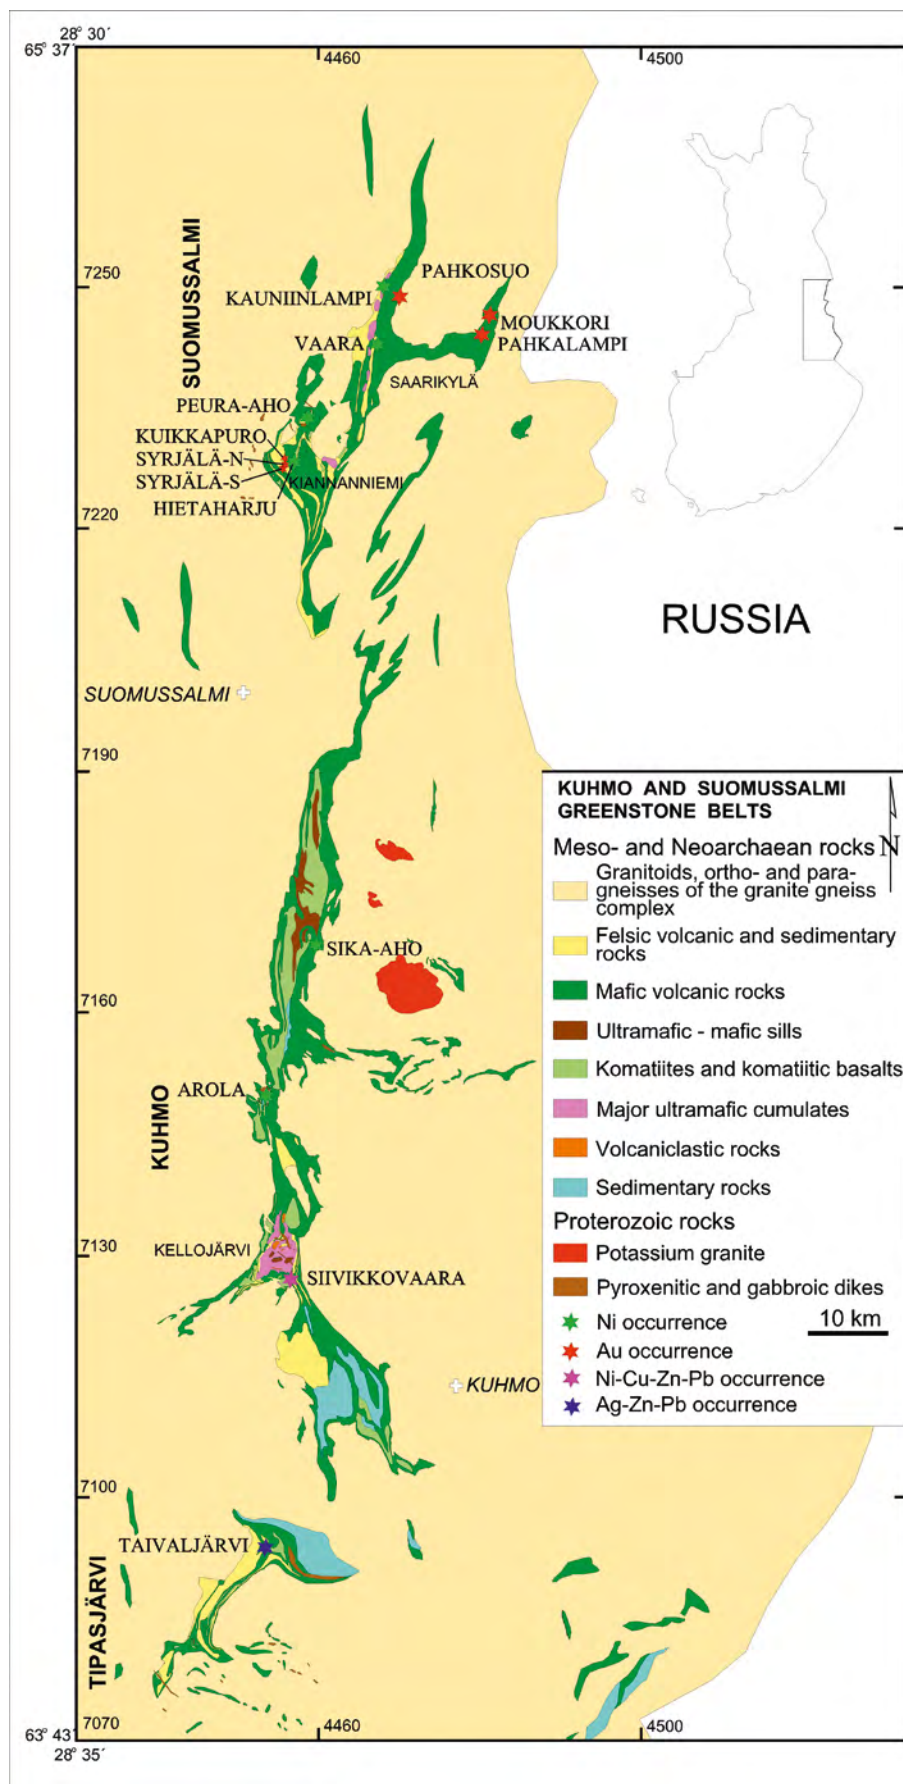 28° 30´
65° 37´
4460
4500
SUOMUSSALMI
7250
PAHKOSUO
KAUNIINLAMPI
MOUKKORI
VAARA
PAHKALAMPI
SAARIKYLÄ
PEURA-AHO
KUIKKAPURO
SYRJÄLÄ-N
SYRJÄLÄ-S
KIANNANNIEMI
HIETAHARJU
7220
RUSSIA
SUOMUSSALMI
7190
SIKA-AHO
7160
AROLA
KUHMO
7130
KELLOJÄRVI
SIIVIKKOVAARA
KUHMO
7100
TAIVALJÄRVI
TIPASJÄRVI
7070
63° 43´
28° 35´
4460
4500
KUHMO AND SUOMUSSALMI
GREENSTONE BELTS
Meso- and Neoarchaean rocks
N
Granitoids, ortho- and para-
gneisses of the granite gneiss
complex
Felsic volcanic and sedimentary
rocks
Mafic volcanic rocks
Ultramafic - mafic sills
Komatiites and komatiitic basalts
Major ultramafic cumulates
Volcaniclastic rocks
Sedimentary rocks
Proterozoic rocks
Potassium granite
Pyroxenitic and gabbroic dikes
Ni occurrence
10 km
Au occurrence
Ni-Cu-Zn-Pb occurrence
Ag-Zn-Pb occurrence